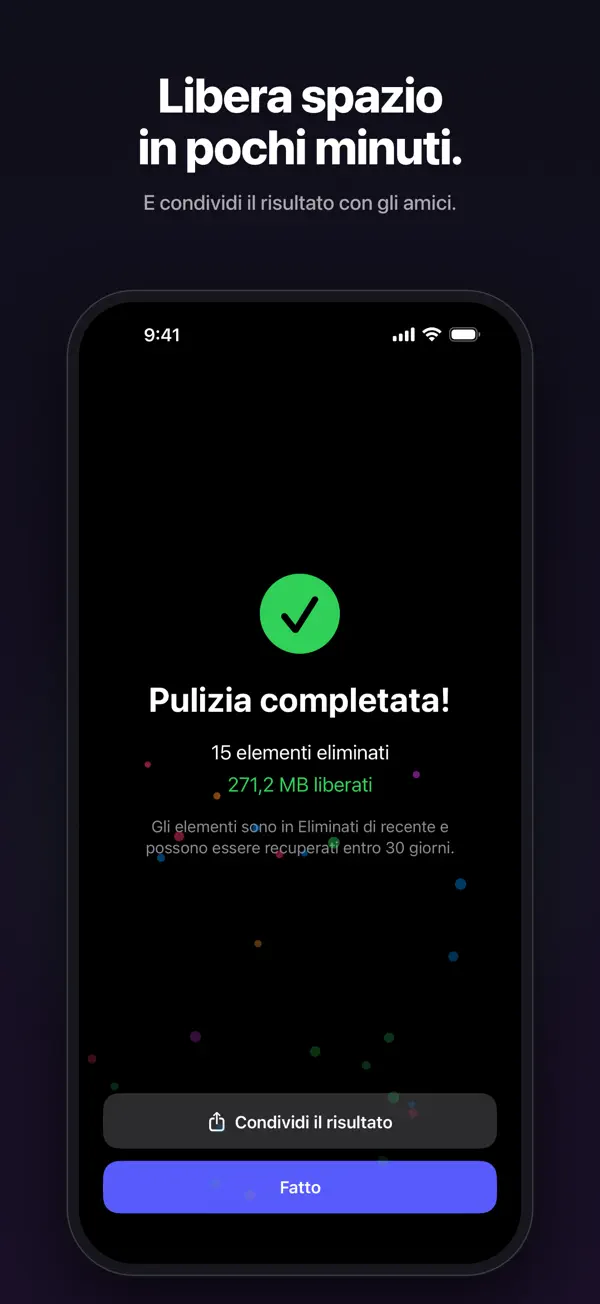 Libera spazio
in pochi minuti.
E condividi il risultato con gli amici.
9:41
Pulizia completata!
15 elementi eliminati
271,2 MB liberati
Gli elementi sono in Eliminati di recente e
possono essere recuperati entro 30 giorni.
Condividi il risultato
Fatto